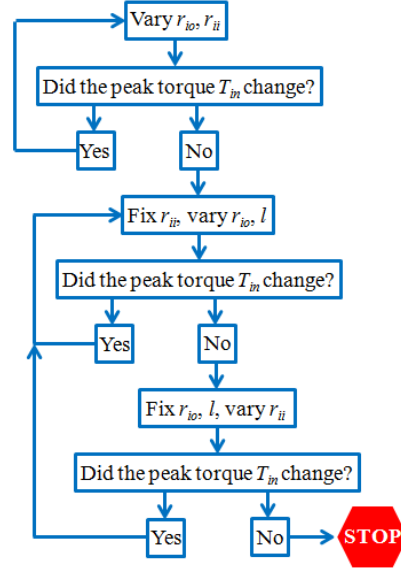 Vary r_io, r_ii
Did the peak torque T_in change?
Yes
No
Fix r_ii, vary r_io, l
Did the peak torque T_in change?
Yes
No
Fix r_io, l, vary r_ii
Did the peak torque T_in change?
Yes
No
STOP